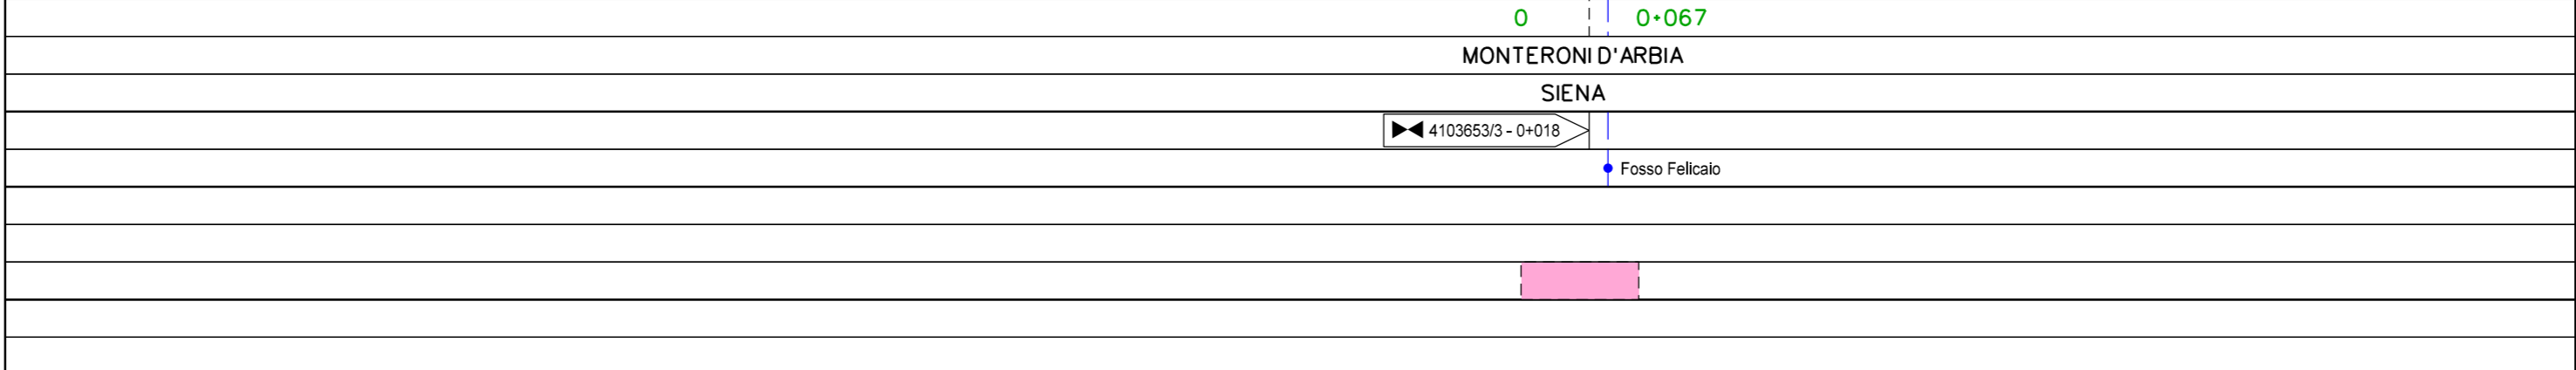 0 0+067
MONTERONI D'ARBIA
SIENA
4103653/3 - 0+018
Fosso Felicaio